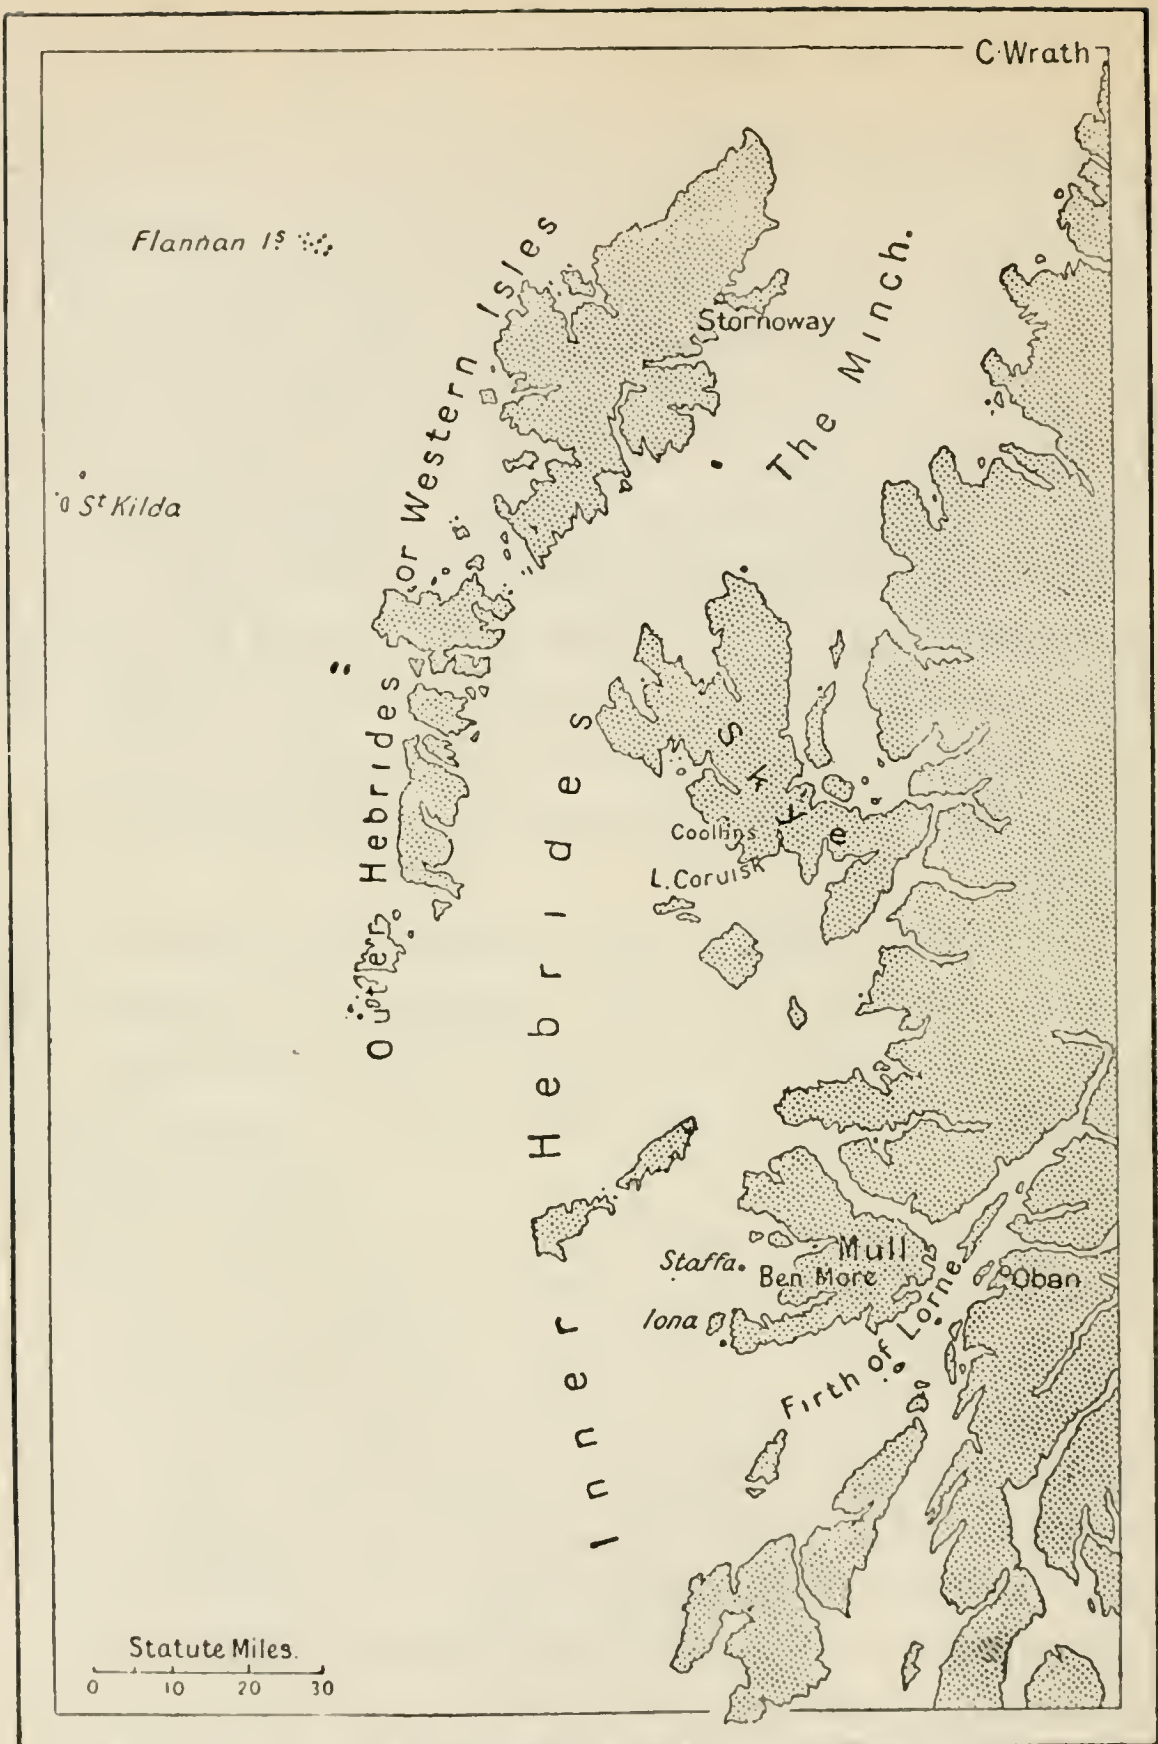 C. Wrath
Flannan Is
Outer Hebrides or Western Isles
Stornoway
The Minch.
St Kilda
Inner Hebrides
Skye
Coollins
L. Coruisk
Mull
Staffa.
Ben More
Oban
Iona
Firth of Lorne
Statute Miles.
0 10 20 30